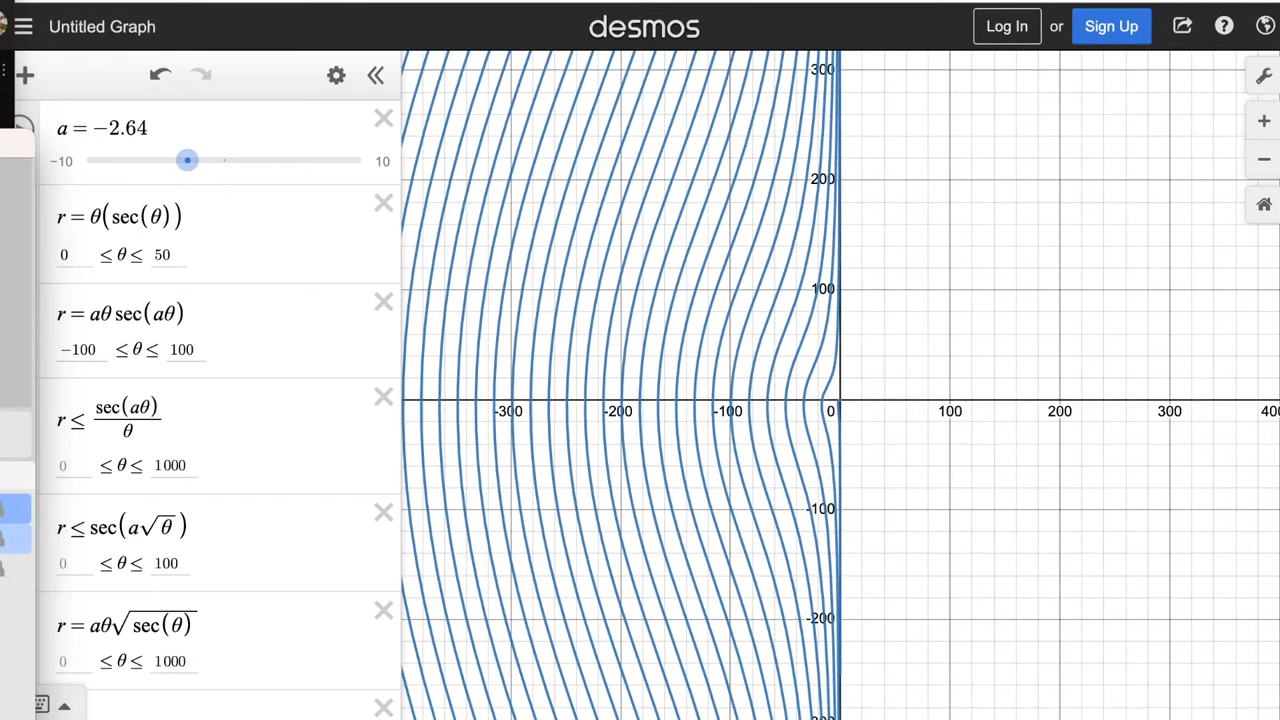 Untitled Graph
desmos
Log In or Sign Up
a = −2.64
−10 10
r = θ(sec(θ))
0 ≤ θ ≤ 50
r = aθ sec(aθ)
−100 ≤ θ ≤ 100
r ≤ sec(aθ)/θ
0 ≤ θ ≤ 1000
r ≤ sec(a√θ)
0 ≤ θ ≤ 100
r = aθ√sec(θ)
0 ≤ θ ≤ 1000
300
200
100
-300 -200 -100 0 100 200 300 400
-100
-200